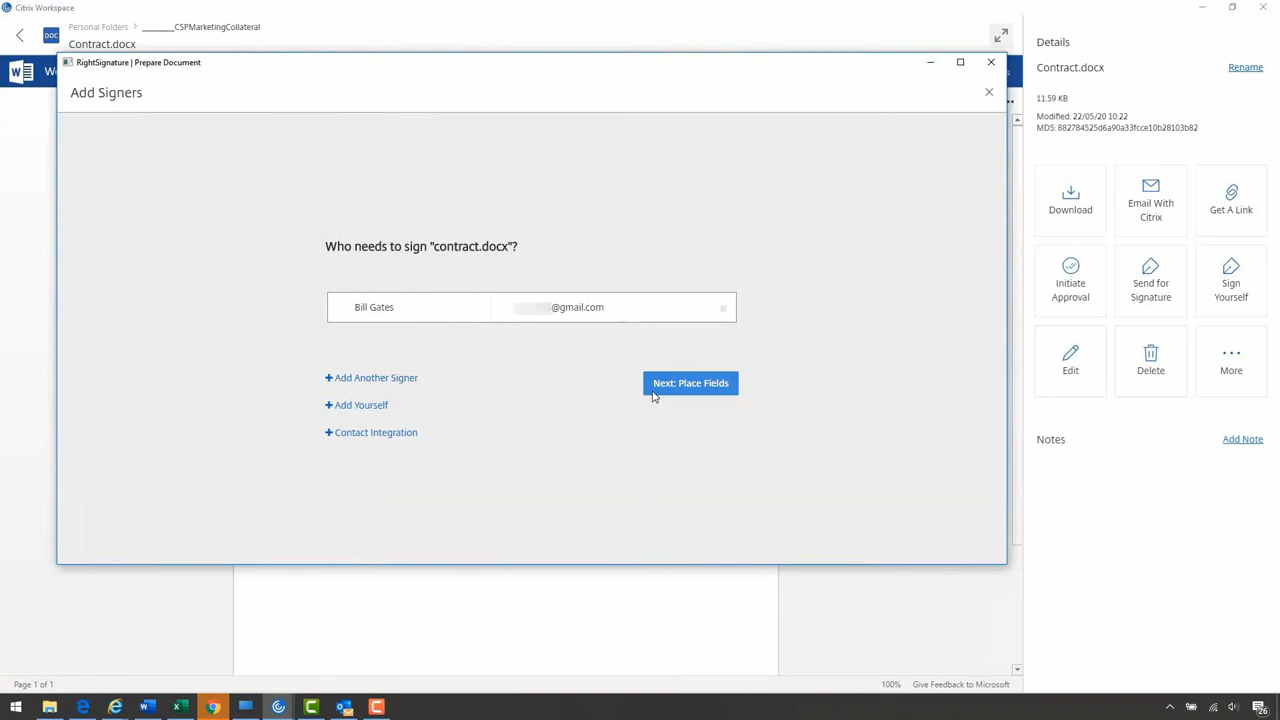 Citrix Workspace
Personal Folders > ________CSPMarketingCollateral
DOC
Contract.docx
RightSignature | Prepare Document
Add Signers
Who needs to sign "contract.docx"?
Bill Gates @gmail.com
+ Add Another Signer
+ Add Yourself
+ Contact Integration
Next: Place Fields
Details
Contract.docx Rename
11.59 KB
Modified: 22/05/20 10:22
MD5: 882784525d6a90a33fcce10b28103b82
Download
Email With
Citrix
Get A Link
Initiate
Approval
Send for
Signature
Sign
Yourself
Edit
Delete
More
Notes Add Note
Page 1 of 1
100% Give Feedback to Microsoft
26